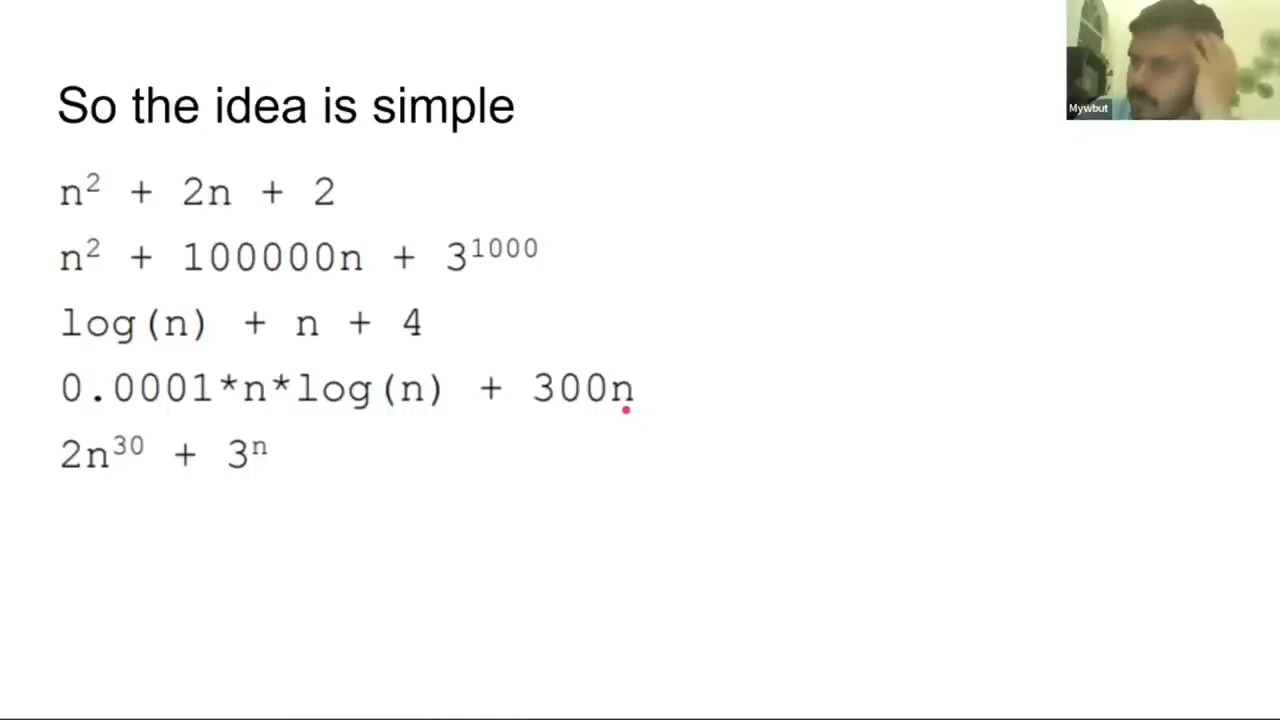 So the idea is simple
n² + 2n + 2
n² + 100000n + 3¹⁰⁰⁰
log(n) + n + 4
0.0001*n*log(n) + 300n
2n³⁰ + 3ⁿ
Mywbut